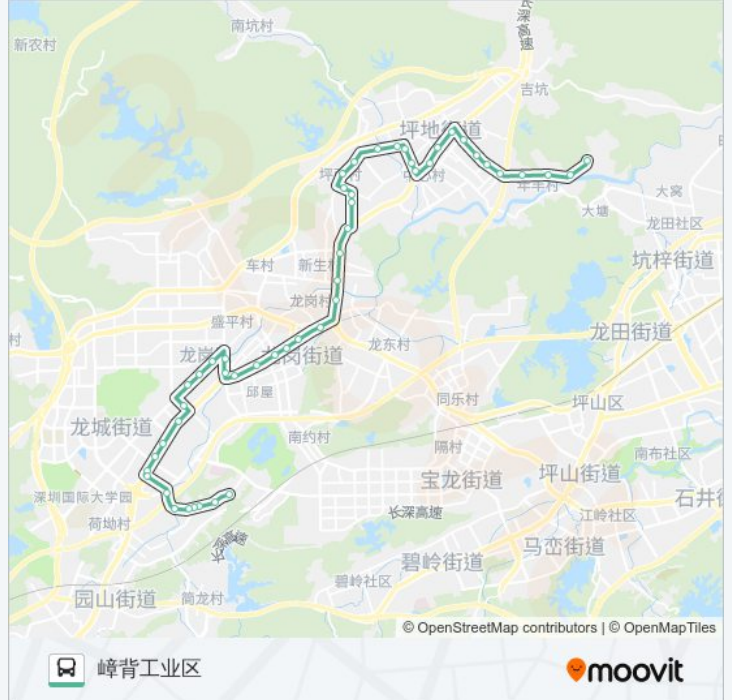 长深高速
南坑村
新农村
吉坑
坪地街道
年丰村
大窝
大塘
龙田社区
坑梓街道
车村
新生村
龙岗村
盛平村
龙田街道
龙岗街道
龙东村
邱屋
同乐村
坪山区
龙城街道
南约村
隔村
南布社区
宝龙街道
坪山街道
深圳国际大学园
石井街
长深高速
江岭社区
荷坳村
马峦街道
长深高速
碧岭街道
碧岭社区
园山街道
简龙村
© OpenStreetMap contributors | © OpenMapTiles
嶂背工业区
moovit